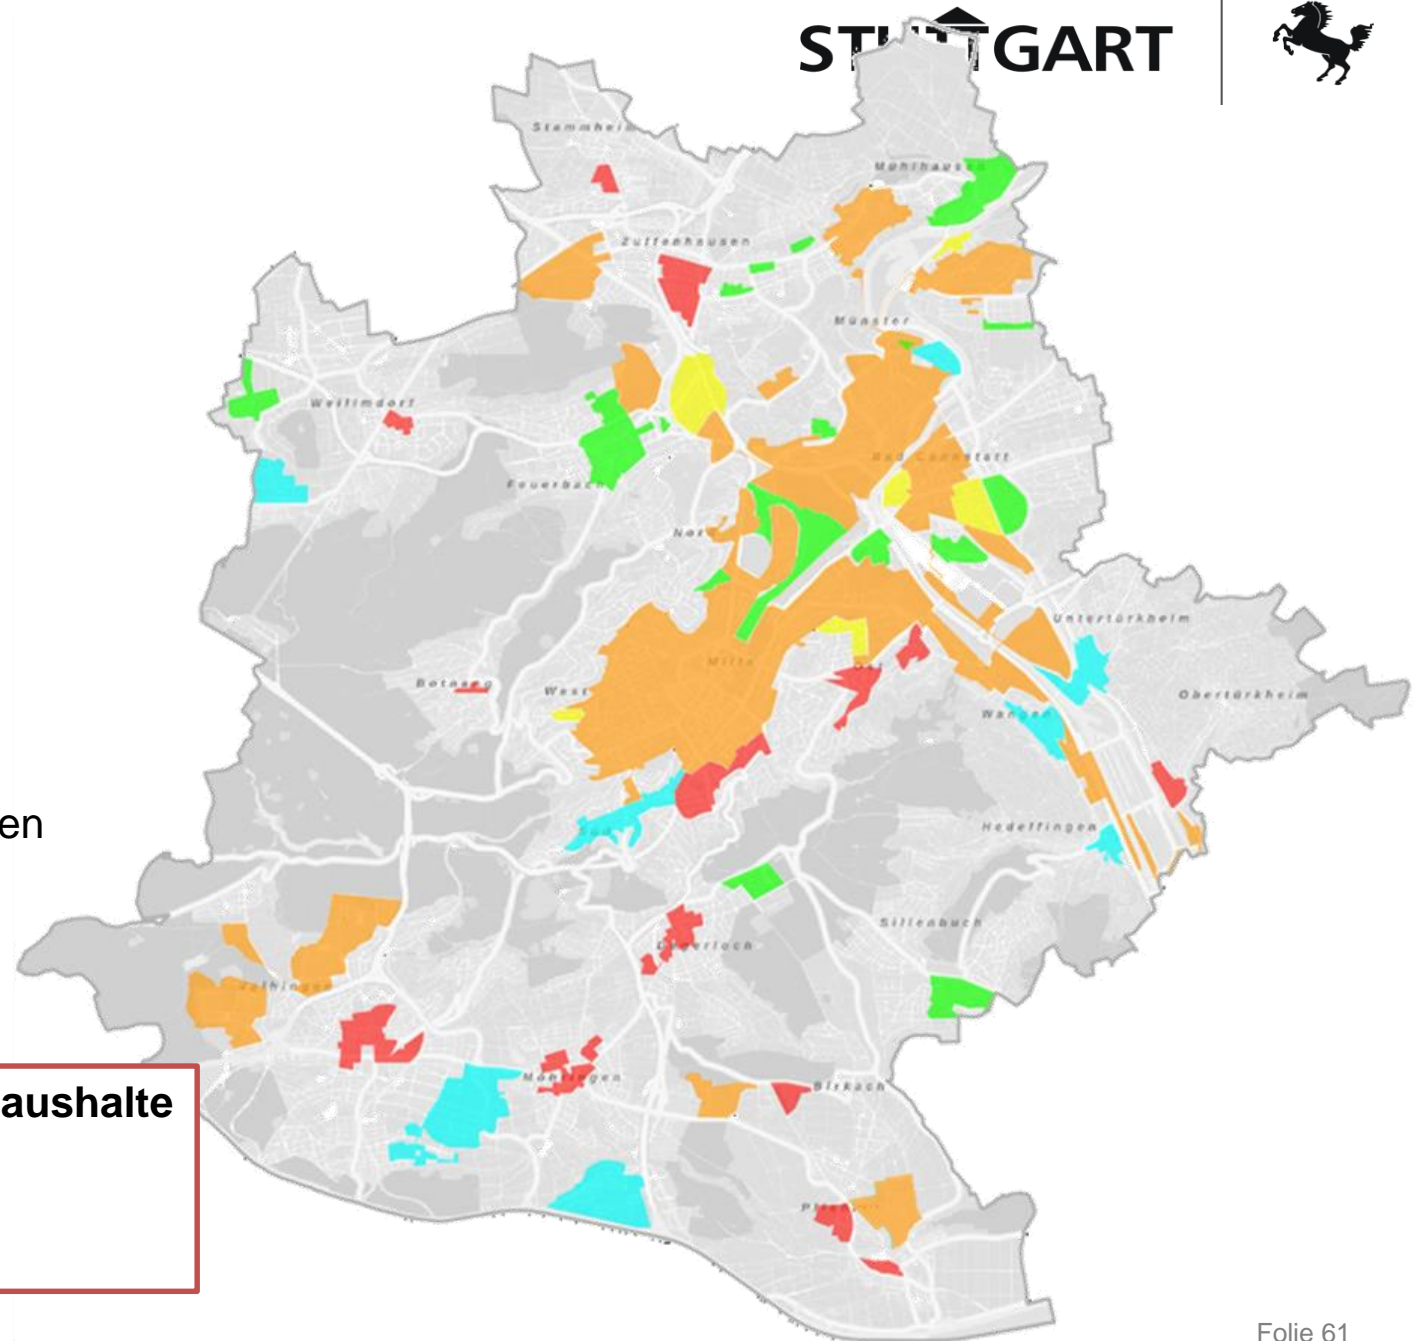 STUTTGART
Stammheim
Mühlhausen
Zuffenhausen
Münster
Weilimdorf
Bad Cannstatt
Feuerbach
Nord
Untertürkheim
Botnang
West
Mitte
Ost
Obertürkheim
Wangen
en
Süd
Hedelfingen
Sillenbuch
Degerloch
Vaihingen
Möhringen
Birkach
aushalte
Plieningen
Folie 61